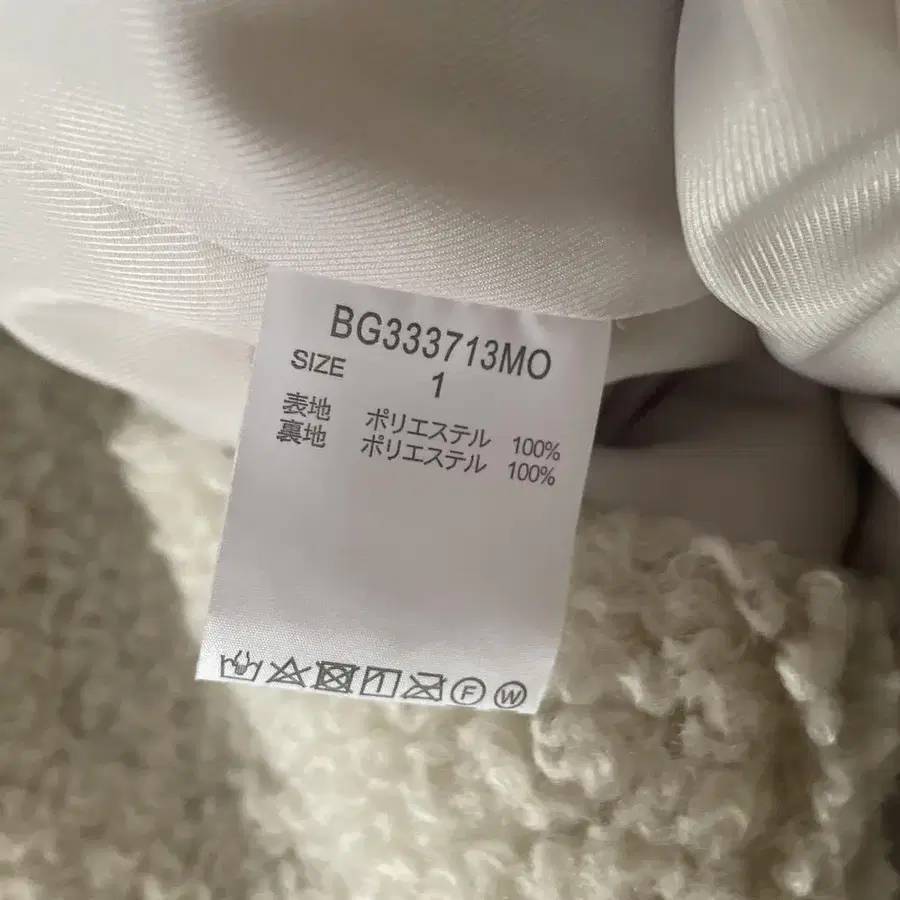 BG333713MO
SIZE 1
表地 ポリエステル 100%
裏地 ポリエステル 100%
F W